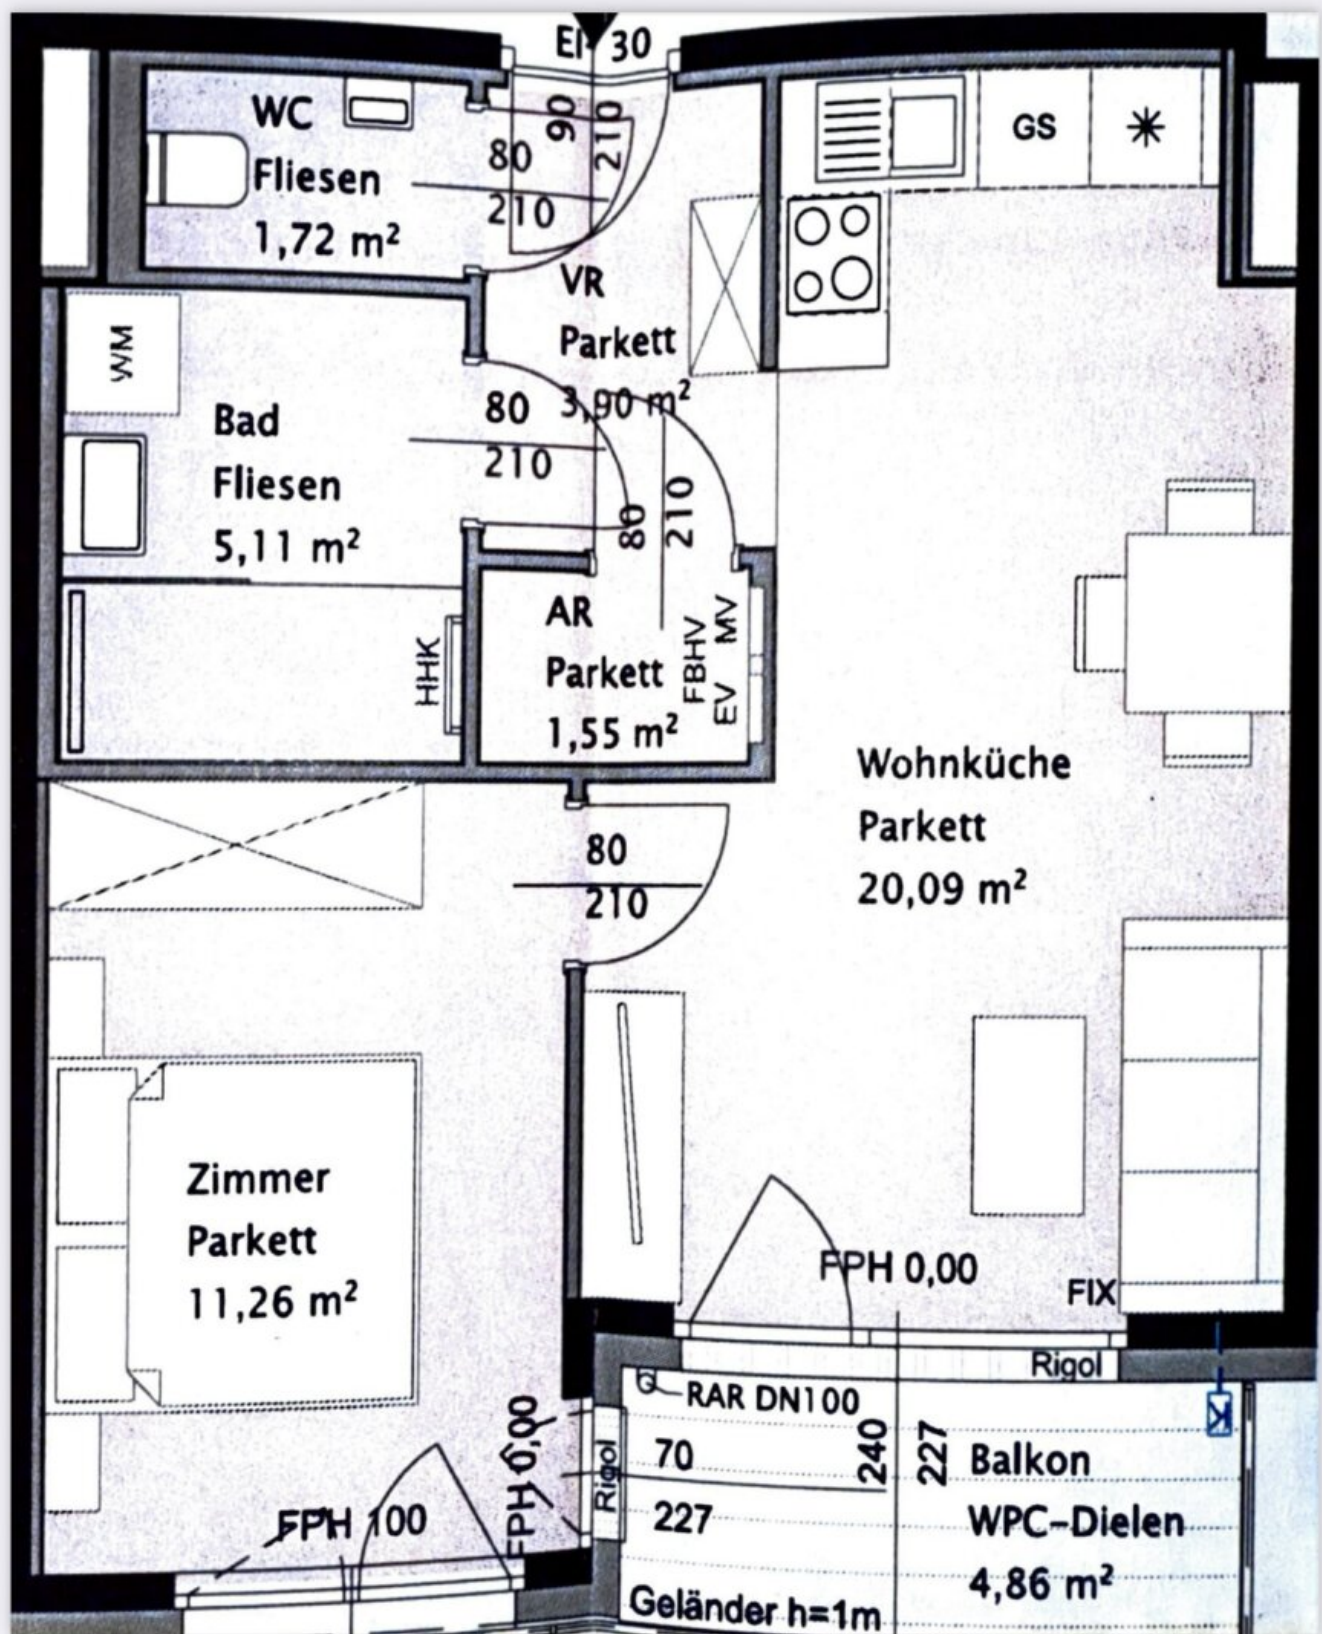 EI 30
90
210
WC
Fliesen
1,72 m²
80
210
GS
VR
Parkett
3,90 m²
WM
Bad
Fliesen
5,11 m²
80
210
80
210
HHK
AR
Parkett
1,55 m²
FBHV
EV MV
Wohnküche
Parkett
20,09 m²
80
210
Zimmer
Parkett
11,26 m²
FPH 0,00
FIX
Rigol
RAR DN100
FPH 100
FPH 0,00
Rigol
70
227
240
227
Balkon
WPC-Dielen
4,86 m²
K
Geländer h=1m